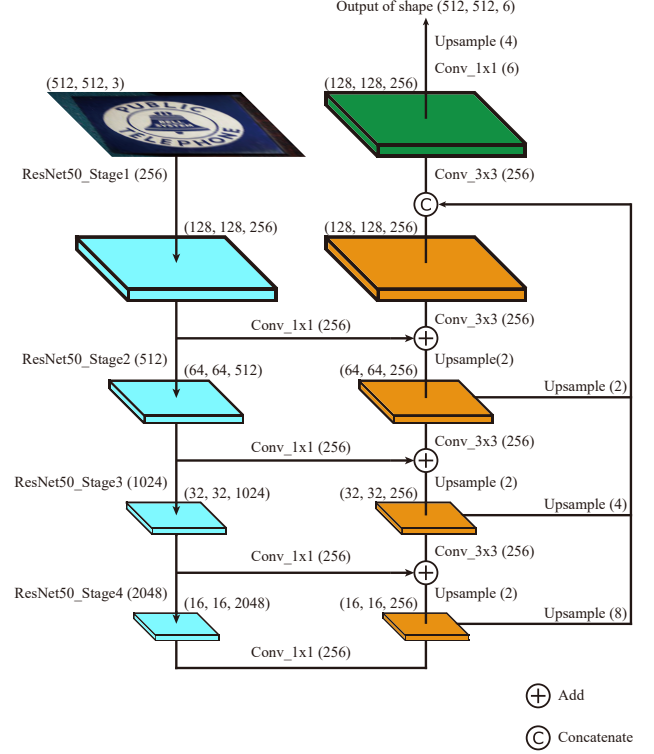 Output of shape (512, 512, 6)
Upsample (4)
Conv_1x1 (6)
(512, 512, 3)
(128, 128, 256)
PUBLIC
BELL
SYSTEM
TELEPHONE
ResNet50_Stage1 (256)
Conv_3x3 (256)
C
(128, 128, 256)
(128, 128, 256)
Conv_1x1 (256)
Conv_3x3 (256)
ResNet50_Stage2 (512)
Upsample(2)
(64, 64, 512)
(64, 64, 256)
Upsample (2)
Conv_1x1 (256)
Conv_3x3 (256)
ResNet50_Stage3 (1024)
Upsample (2)
(32, 32, 1024)
(32, 32, 256)
Upsample (4)
Conv_1x1 (256)
Conv_3x3 (256)
ResNet50_Stage4 (2048)
Upsample (2)
(16, 16, 2048)
(16, 16, 256)
Upsample (8)
Conv_1x1 (256)
Add
C Concatenate